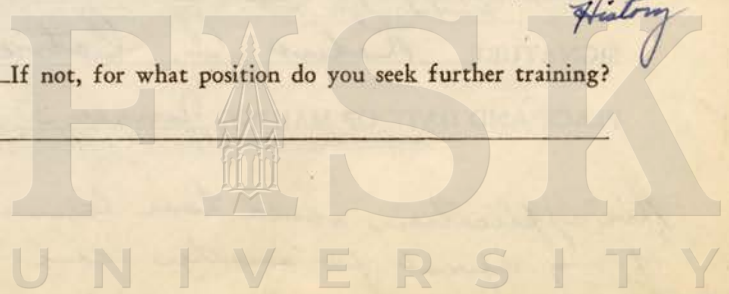 History
If not, for what position do you seek further training?
FISK
UNIVERSITY